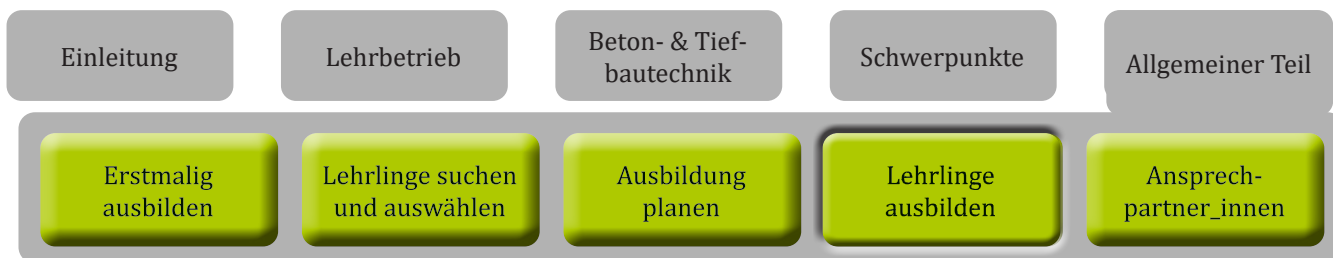 Einleitung
Lehrbetrieb
Beton- & Tief-
bautechnik
Schwerpunkte
Allgemeiner Teil
Erstmalig
ausbilden
Lehrlinge suchen
und auswählen
Ausbildung
planen
Lehrlinge
ausbilden
Ansprech-
partner_innen